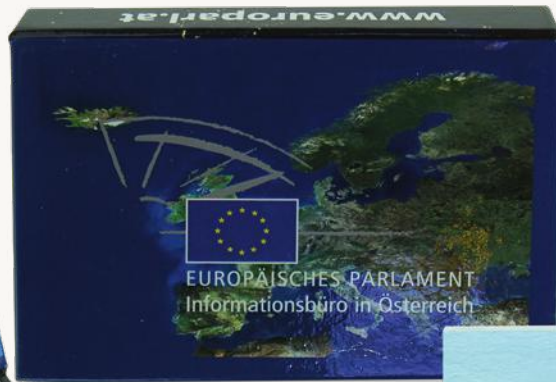 www.europarl.at
EUROPÄISCHES PARLAMENT
Informationsbüro in Österreich